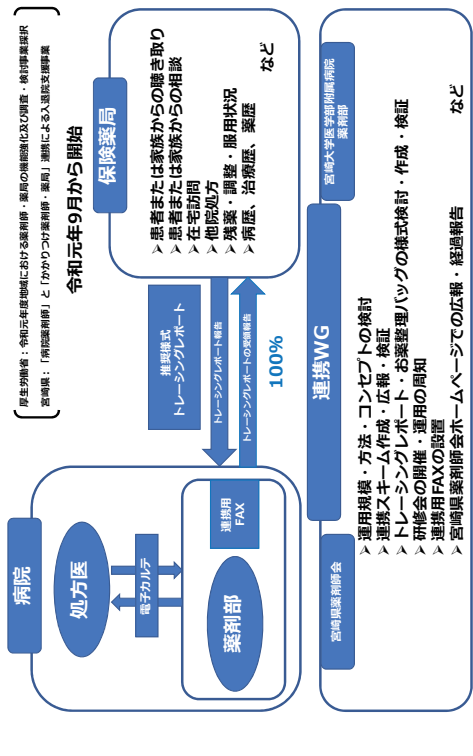 厚生労働省：令和元年度地域における薬剤師・薬局の機能強化及び調査・検討事業採択
宮崎県：「病院薬剤師」と「かかりつけ薬剤師・薬局」連携による入退院支援事業
令和元年9月から開始
病院
処方医
電子カルテ
薬剤部
連携用
FAX
推奨様式
トレーシングレポート
トレーシングレポート報告
トレーシングレポートの受領報告
100%
保険薬局
➢ 患者または家族からの聴き取り
➢ 患者または家族からの相談
➢ 在宅訪問
➢ 他院処方
➢ 残薬・調整・服用状況
➢ 病歴、治療歴、薬歴
など
宮崎県薬剤師会
連携WG
宮崎大学医学部附属病院
薬剤部
➢ 運用規模・方法・コンセプトの検討
➢ 連携スキーム作成・広報・検証
➢ トレーシングレポート・お薬整理バッグの様式検討・作成・検証
➢ 研修会の開催・運用の周知
➢ 連携用FAXの設置
➢ 宮崎県薬剤師会ホームページでの広報・経過報告
など